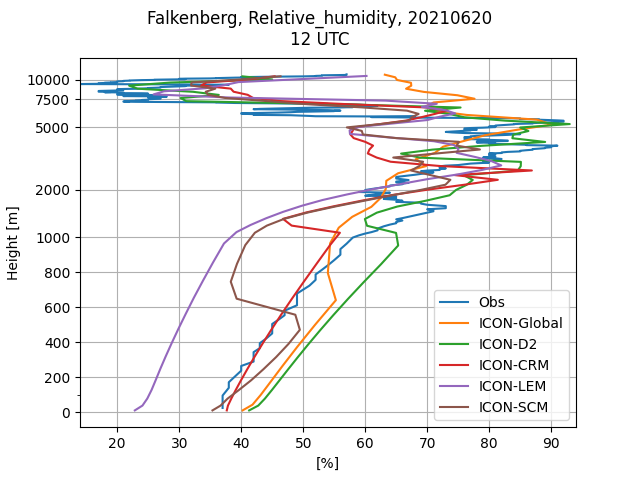 Falkenberg, Relative_humidity, 20210620
12 UTC
10000
7500
5000
2000
1000
800
600
400
200
0
Height [m]
20
30
40
50
60
70
80
90
[%]
Obs
ICON-Global
ICON-D2
ICON-CRM
ICON-LEM
ICON-SCM